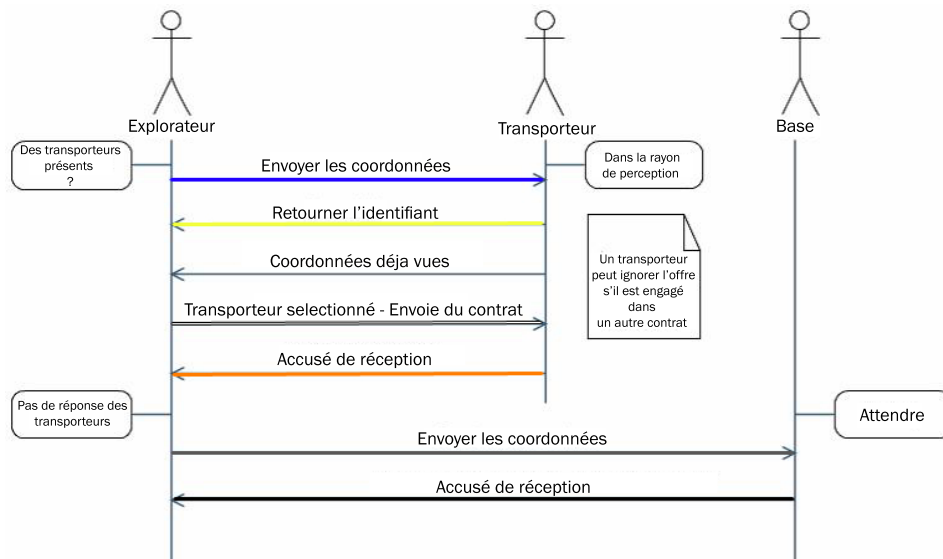 Explorateur
Transporteur
Base
Des transporteurs
présents
?
Envoyer les coordonnées
Dans la rayon
de perception
Retourner l’identifiant
Coordonnées déja vues
Un transporteur
peut ignorer l’offre
s’il est engagé
dans
un autre contrat
Transporteur selectionné - Envoie du contrat
Accusé de réception
Pas de réponse des
transporteurs
Attendre
Envoyer les coordonnées
Accusé de réception